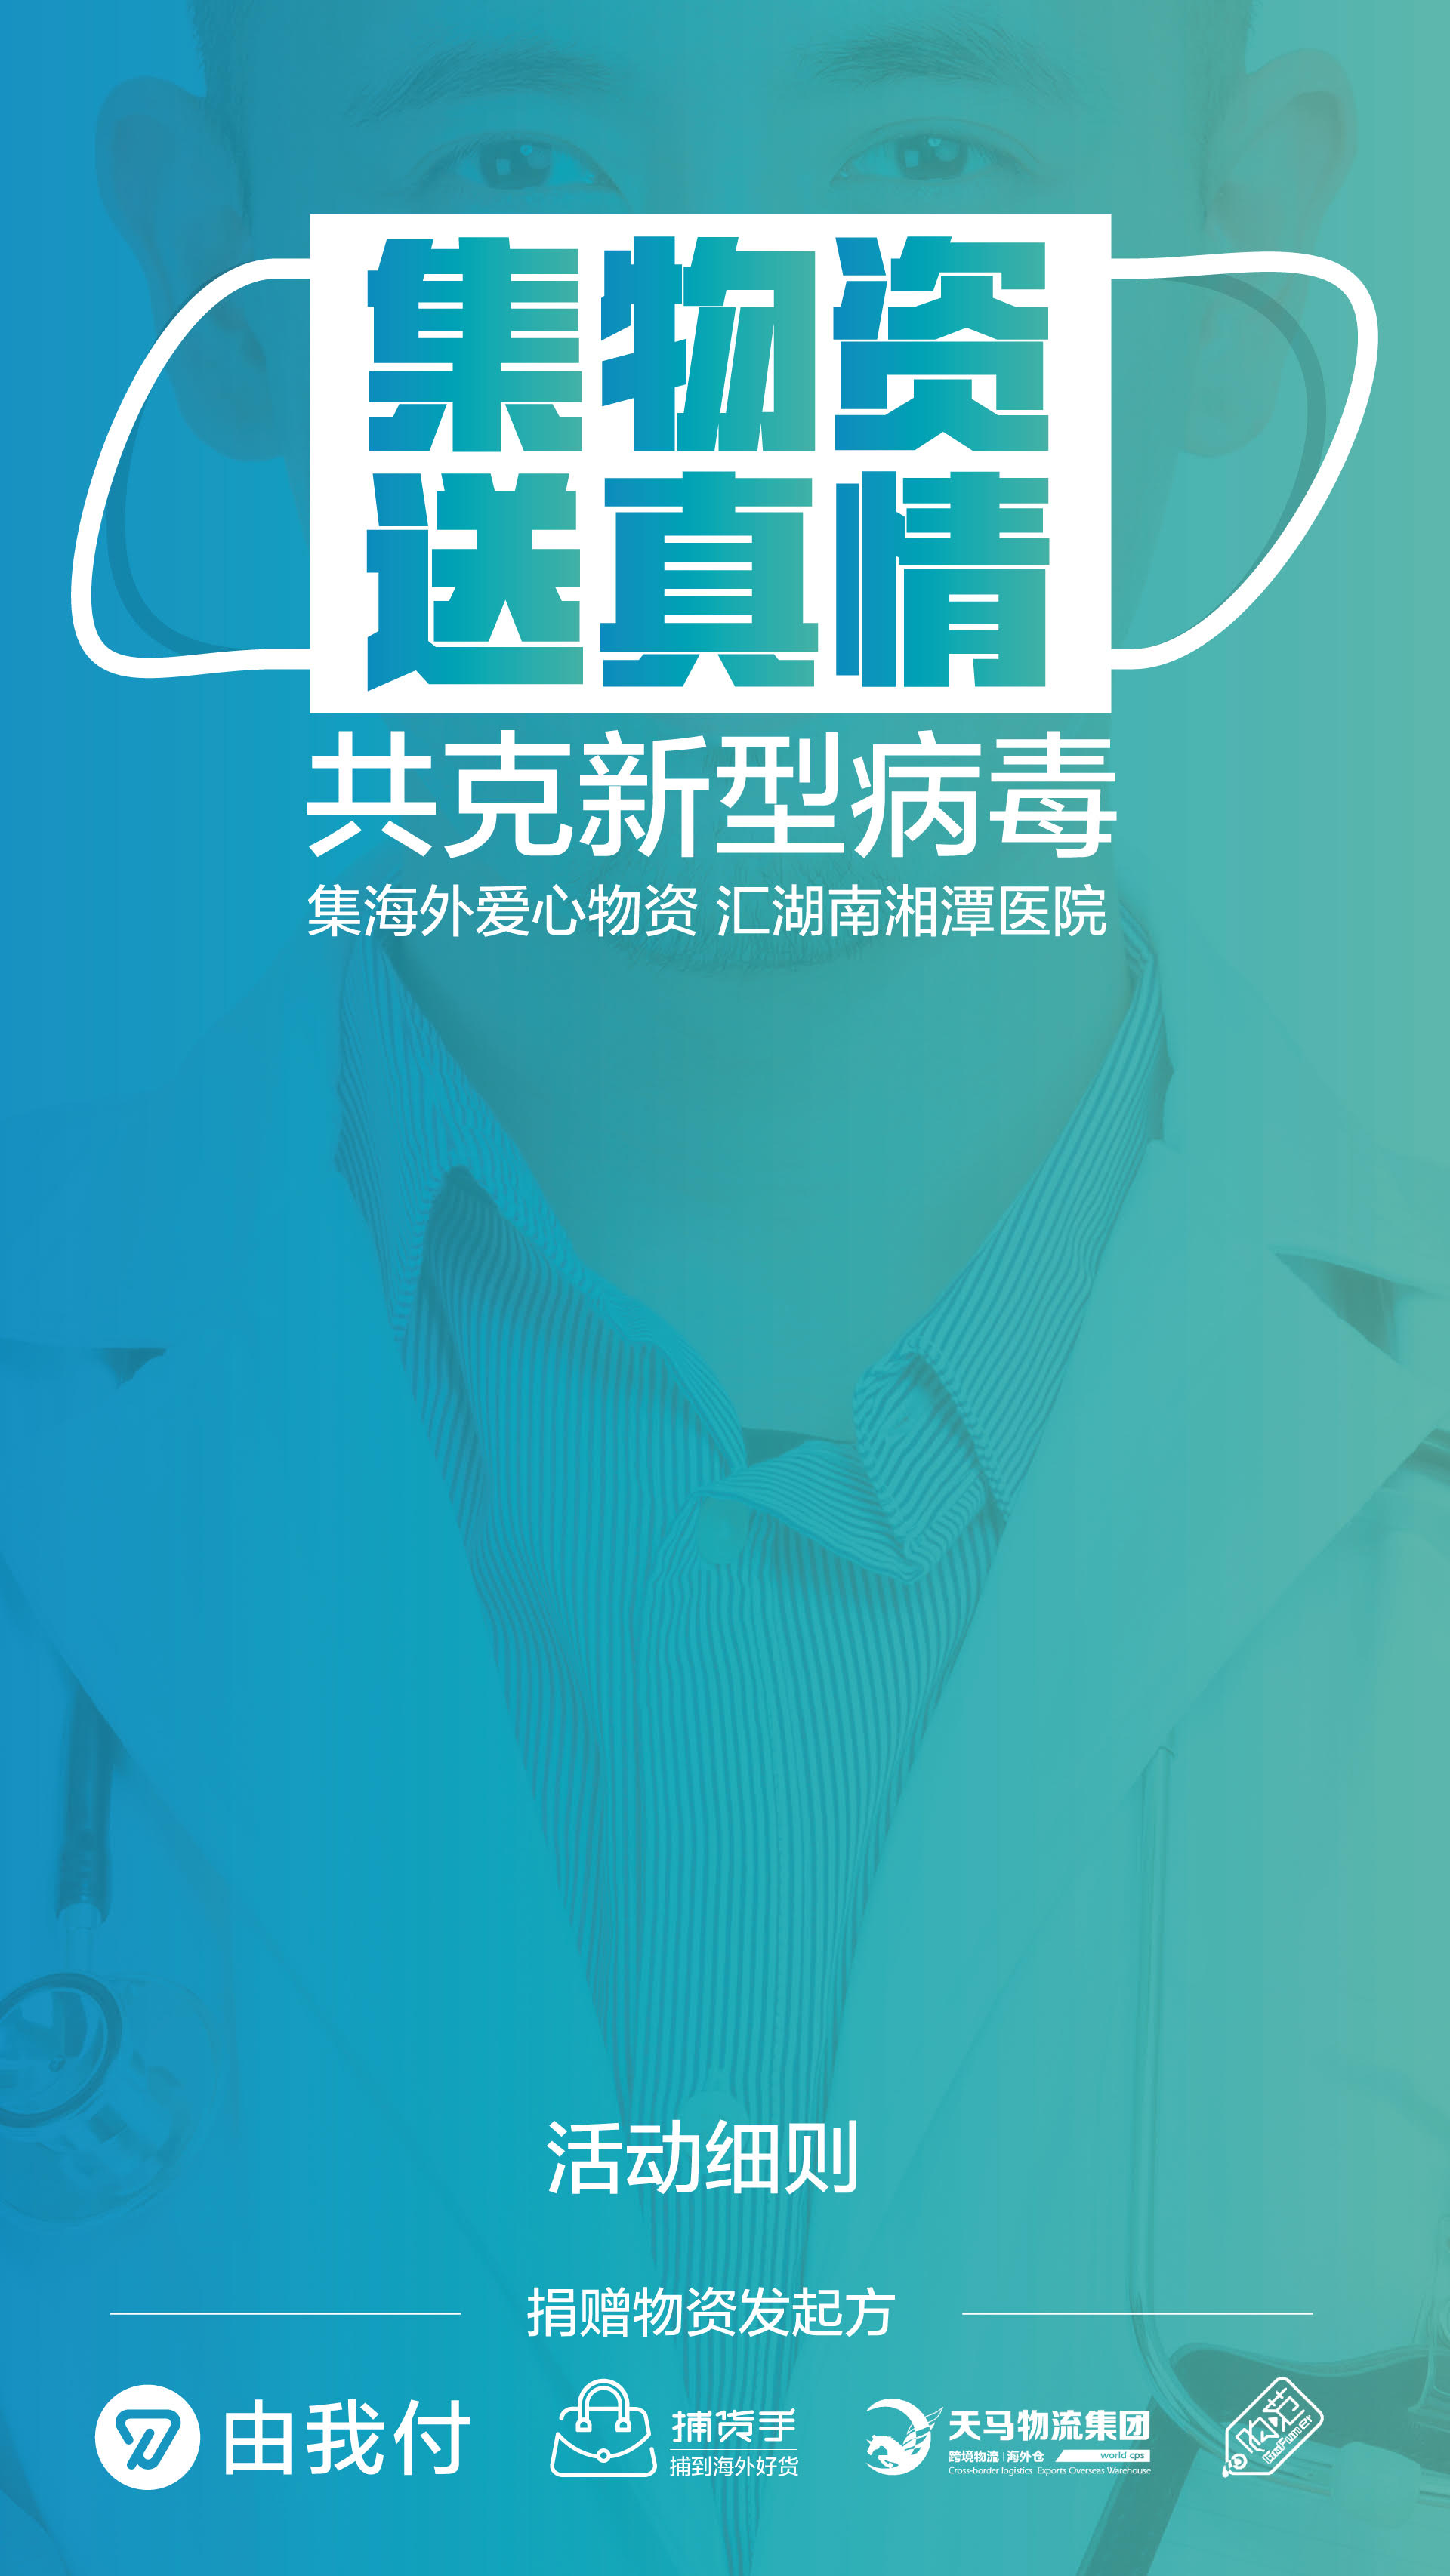 集物资
送真情
共克新型病毒
集海外爱心物资 汇湖南湘潭医院
活动细则
捐赠物资发起方
由我付
捕货手
捕到海外好货
天马物流集团
跨境物流 | 海外仓 world cps
Cross-border logistics | Exports Overseas Warehouse
购范